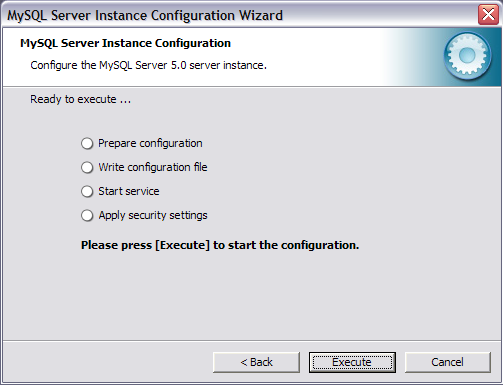 MySQL Server Instance Configuration Wizard
MySQL Server Instance Configuration
Configure the MySQL Server 5.0 server instance.
Ready to execute ...
Prepare configuration
Write configuration file
Start service
Apply security settings
Please press [Execute] to start the configuration.
< Back
Execute
Cancel